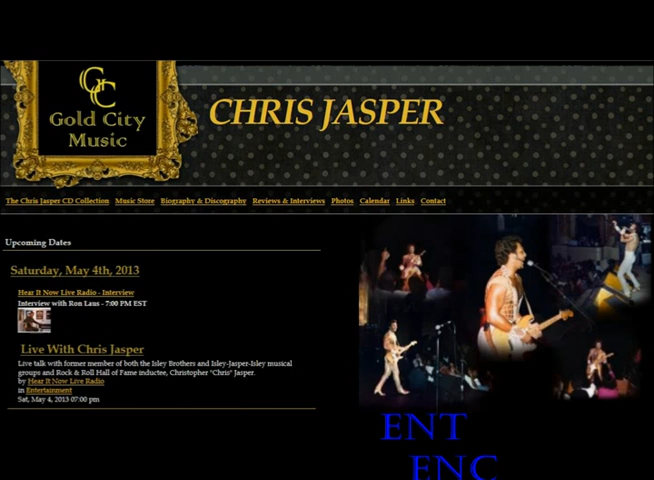 GC
Gold City
Music
CHRIS JASPER
The Chris Jasper CD Collection Music Store Biography & Discography Reviews & Interviews Photos Calendar Links Contact
Upcoming Dates
Saturday, May 4th, 2013
Hear It Now Live Radio - Interview
Interview with Ron Laus - 7:00 PM EST
Live With Chris Jasper
Live talk with former member of both the Isley Brothers and Isley-Jasper-Isley musical
groups and Rock & Roll Hall of Fame inductee, Christopher "Chris" Jasper.
by Hear It Now Live Radio
in Entertainment
Sat, May 4, 2013 07:00 pm
ENT
ENC